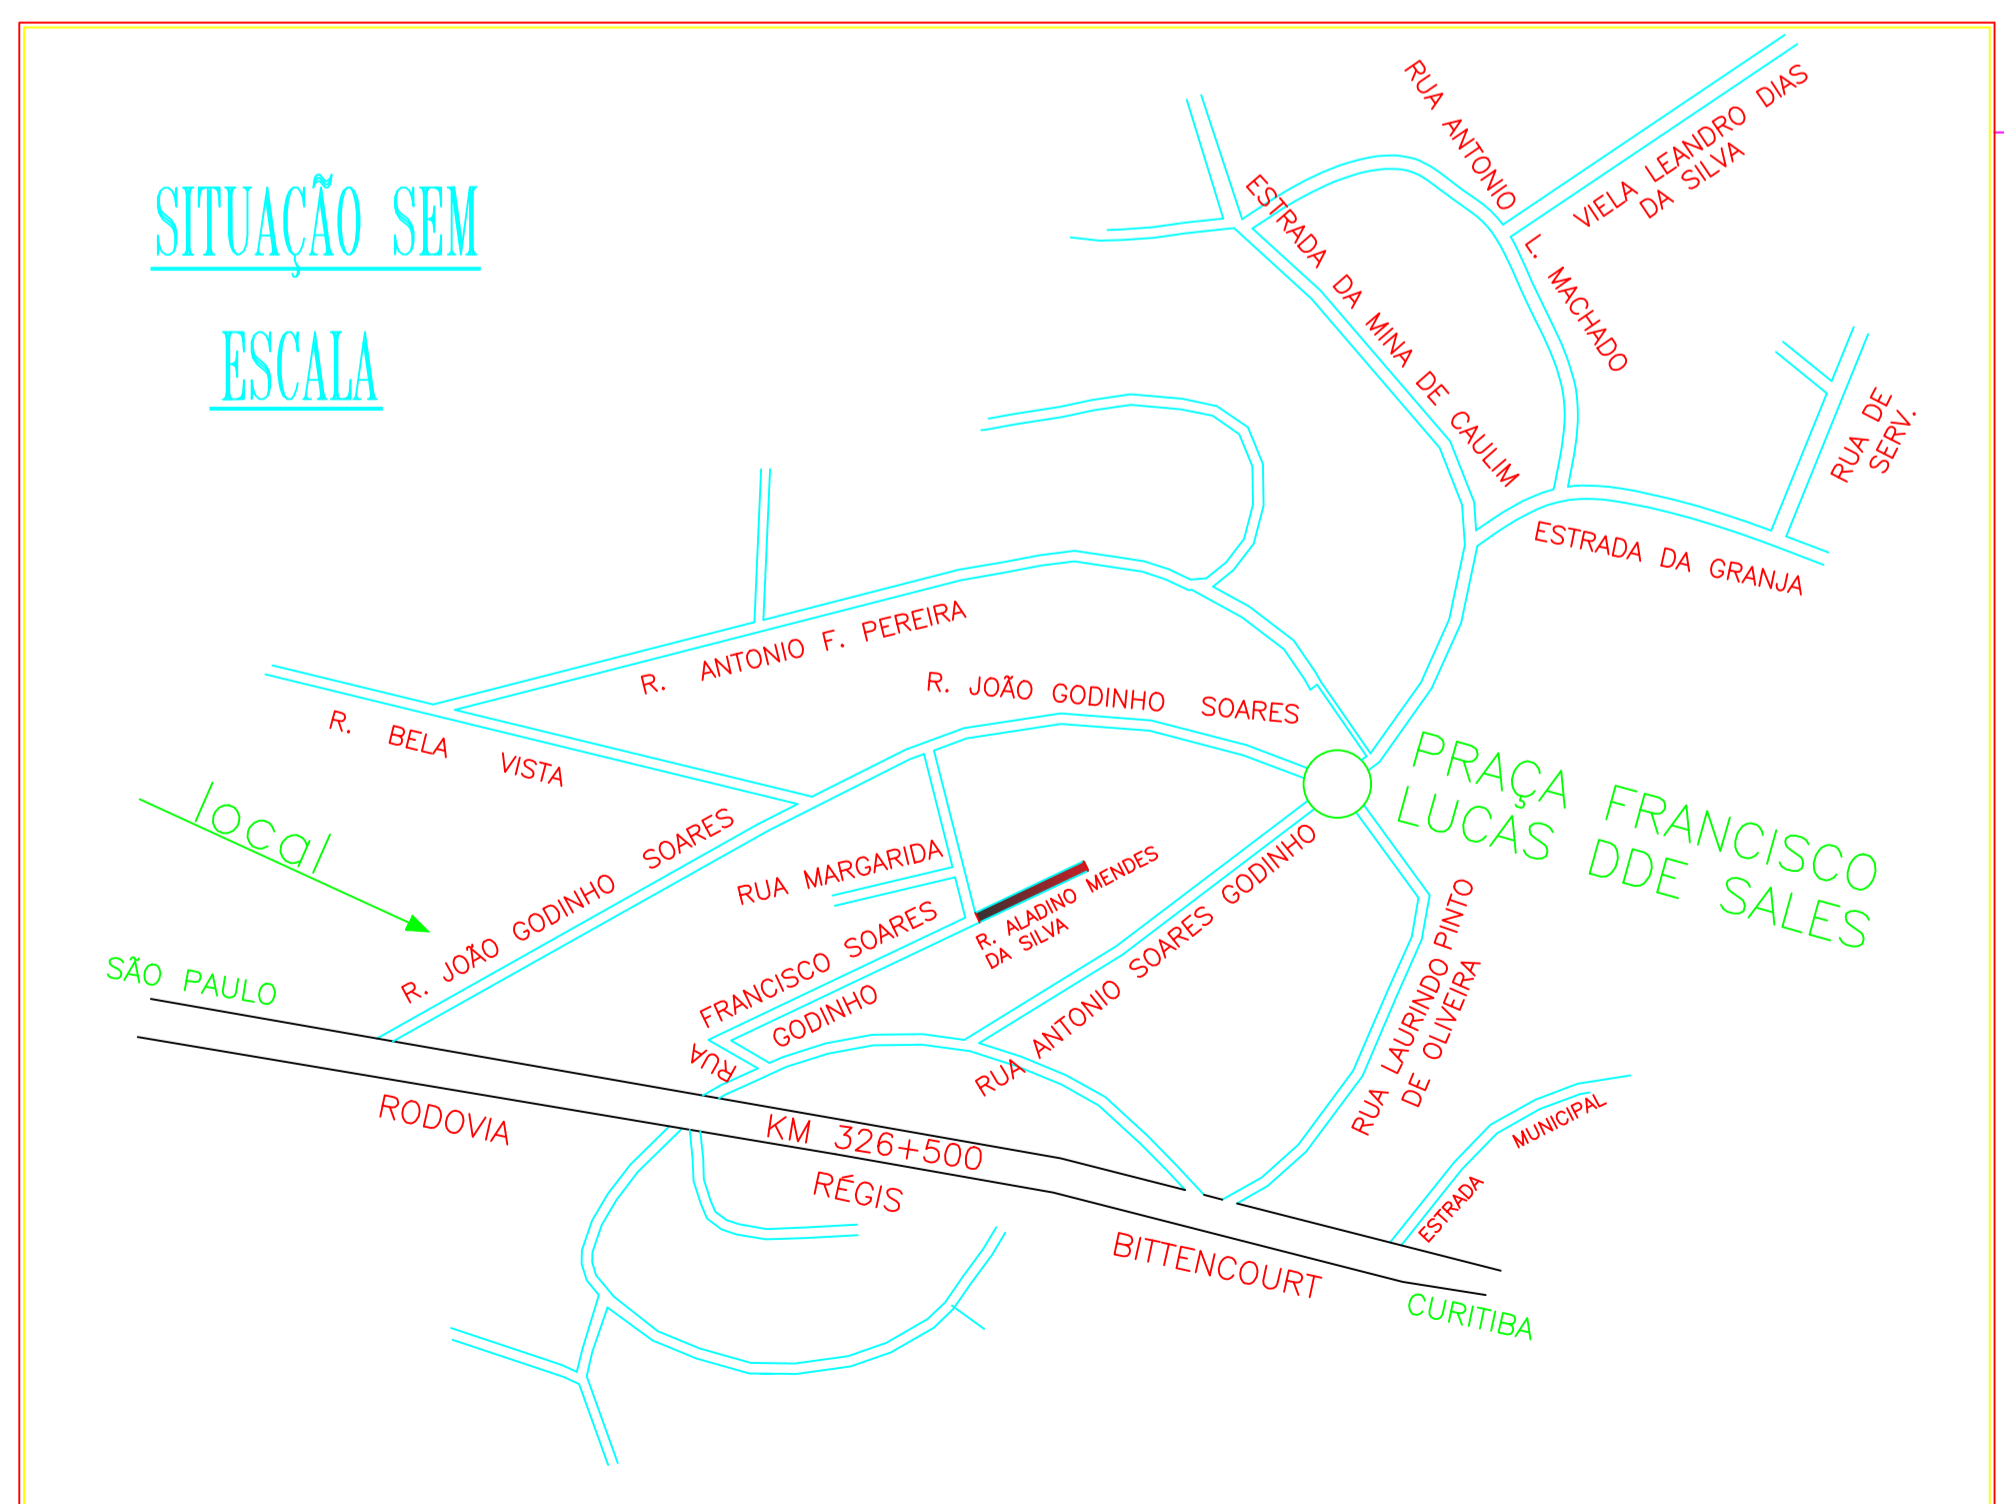 SITUAÇÃO SEM
ESCALA
RUA ANTONIO
L. MACHADO
VIELA LEANDRO DIAS
DA SILVA
ESTRADA DA MINA DE CAULIM
RUA DE
SERV.
ESTRADA DA GRANJA
R. ANTONIO F. PEREIRA
R. JOÃO GODINHO SOARES
R. BELA VISTA
PRAÇA FRANCISCO
LUCAS DDE SALES
local
R. JOÃO GODINHO SOARES
RUA MARGARIDA
R. ALADINO MENDES
DA SILVA
FRANCISCO SOARES
GODINHO
RUA
RUA ANTONIO SOARES GODINHO
RUA LAURINDO PINTO
DE OLIVEIRA
SÃO PAULO
RODOVIA
KM 326+500
RÉGIS
BITTENCOURT
ESTRADA
MUNICIPAL
CURITIBA